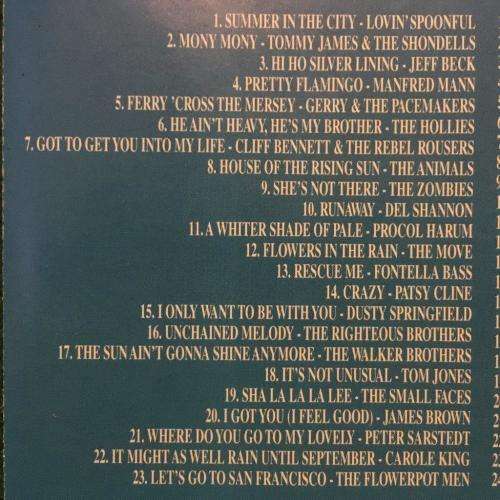 1. SUMMER IN THE CITY - LOVIN' SPOONFUL
2. MONY MONY - TOMMY JAMES & THE SHONDELLS
3. HI HO SILVER LINING - JEFF BECK
4. PRETTY FLAMINGO - MANFRED MANN
5. FERRY 'CROSS THE MERSEY - GERRY & THE PACEMAKERS
6. HE AIN'T HEAVY, HE'S MY BROTHER - THE HOLLIES
7. GOT TO GET YOU INTO MY LIFE - CLIFF BENNETT & THE REBEL ROUSERS
8. HOUSE OF THE RISING SUN - THE ANIMALS
9. SHE'S NOT THERE - THE ZOMBIES
10. RUNAWAY - DEL SHANNON
11. A WHITER SHADE OF PALE - PROCOL HARUM
12. FLOWERS IN THE RAIN - THE MOVE
13. RESCUE ME - FONTELLA BASS
14. CRAZY - PATSY CLINE
15. I ONLY WANT TO BE WITH YOU - DUSTY SPRINGFIELD
16. UNCHAINED MELODY - THE RIGHTEOUS BROTHERS
17. THE SUN AIN'T GONNA SHINE ANYMORE - THE WALKER BROTHERS
18. IT'S NOT UNUSUAL - TOM JONES
19. SHA LA LA LA LEE - THE SMALL FACES
20. I GOT YOU (I FEEL GOOD) - JAMES BROWN
21. WHERE DO YOU GO TO MY LOVELY - PETER SARSTEDT
22. IT MIGHT AS WELL RAIN UNTIL SEPTEMBER - CAROLE KING
23. LET'S GO TO SAN FRANCISCO - THE FLOWERPOT MEN